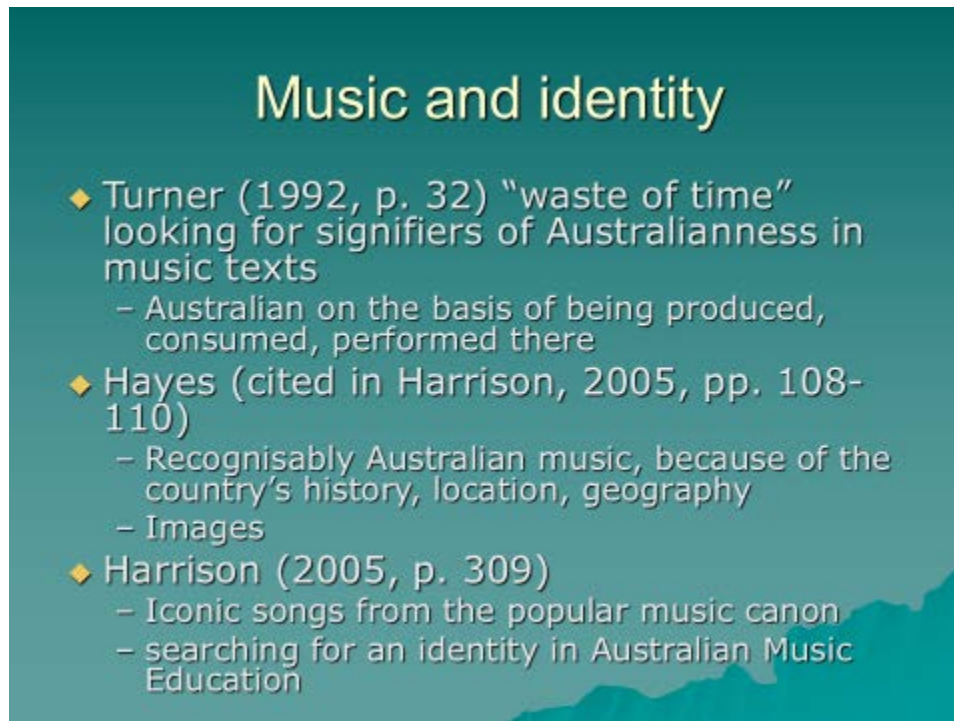 Music and identity
Turner (1992, p. 32) “waste of time”
looking for signifiers of Australianness in
music texts
– Australian on the basis of being produced,
consumed, performed there
Hayes (cited in Harrison, 2005, pp. 108-
110)
– Recognisably Australian music, because of the
country’s history, location, geography
– Images
Harrison (2005, p. 309)
– Iconic songs from the popular music canon
– searching for an identity in Australian Music
Education